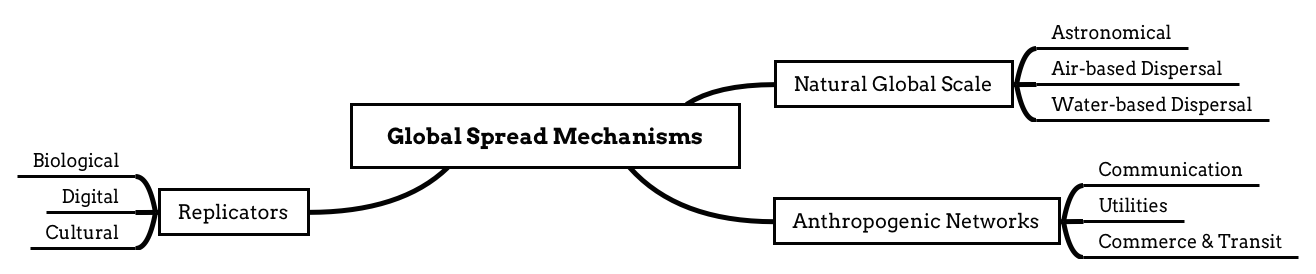 Global Spread Mechanisms
Natural Global Scale
Astronomical
Air-based Dispersal
Water-based Dispersal
Anthropogenic Networks
Communication
Utilities
Commerce & Transit
Replicators
Biological
Digital
Cultural